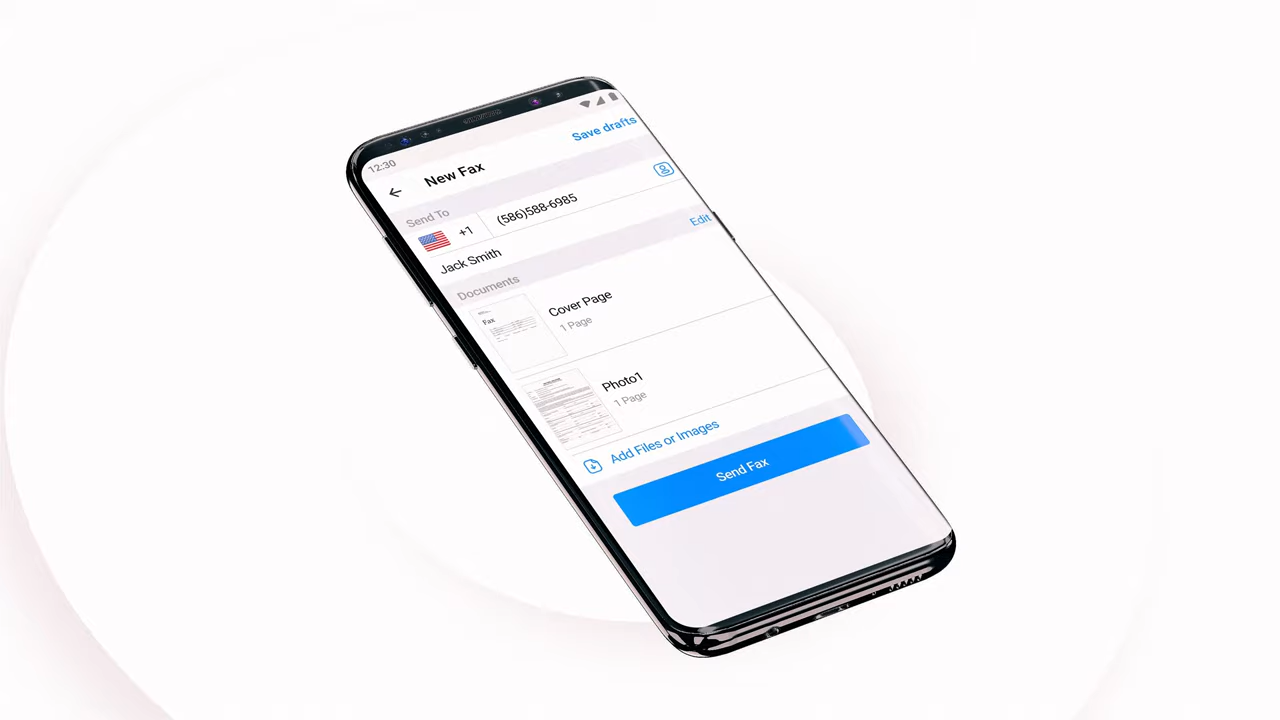 12:30
Save drafts
New Fax
Send To
+1 (586)588-6985
Jack Smith
Edit
Documents
Fax
Cover Page
1 Page
Photo1
1 Page
Add Files or Images
Send Fax